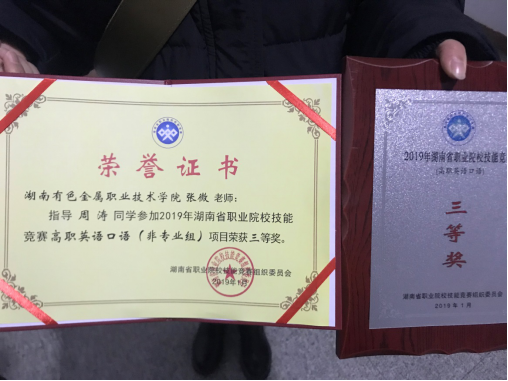 荣誉证书
湖南有色金属职业技术学院 张微 老师:
指导 周涛 同学参加2019年湖南省职业院校技能
竞赛高职英语口语(非专业组)项目荣获三等奖。
湖南省职业院校技能竞赛组织委员会
2019年1月
三等奖
2019年湖南省职业院校技能竞
(高职英语口语)
三等奖
湖南省职业院校技能竞赛组织委员会
2019年1月